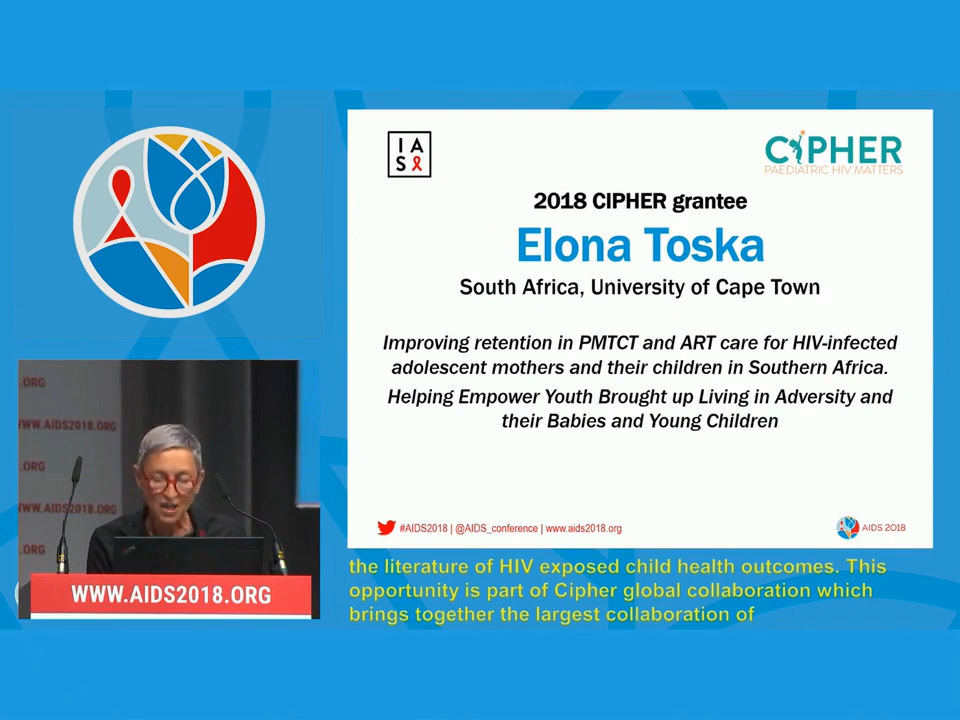 IAS
CIPHER
PAEDIATRIC HIV MATTERS
2018 CIPHER grantee
Elona Toska
South Africa, University of Cape Town
Improving retention in PMTCT and ART care for HIV-infected
adolescent mothers and their children in Southern Africa.
Helping Empower Youth Brought up Living in Adversity and
their Babies and Young Children
#AIDS2018 | @AIDS_conference | www.aids2018.org
AIDS 2018
.ORG
WWW.AIDS2018.ORG
.ORG
WWW.AIDS2018.ORG
.ORG
WWW.AIDS2018.ORG
the literature of HIV exposed child health outcomes. This
opportunity is part of Cipher global collaboration which
brings together the largest collaboration of